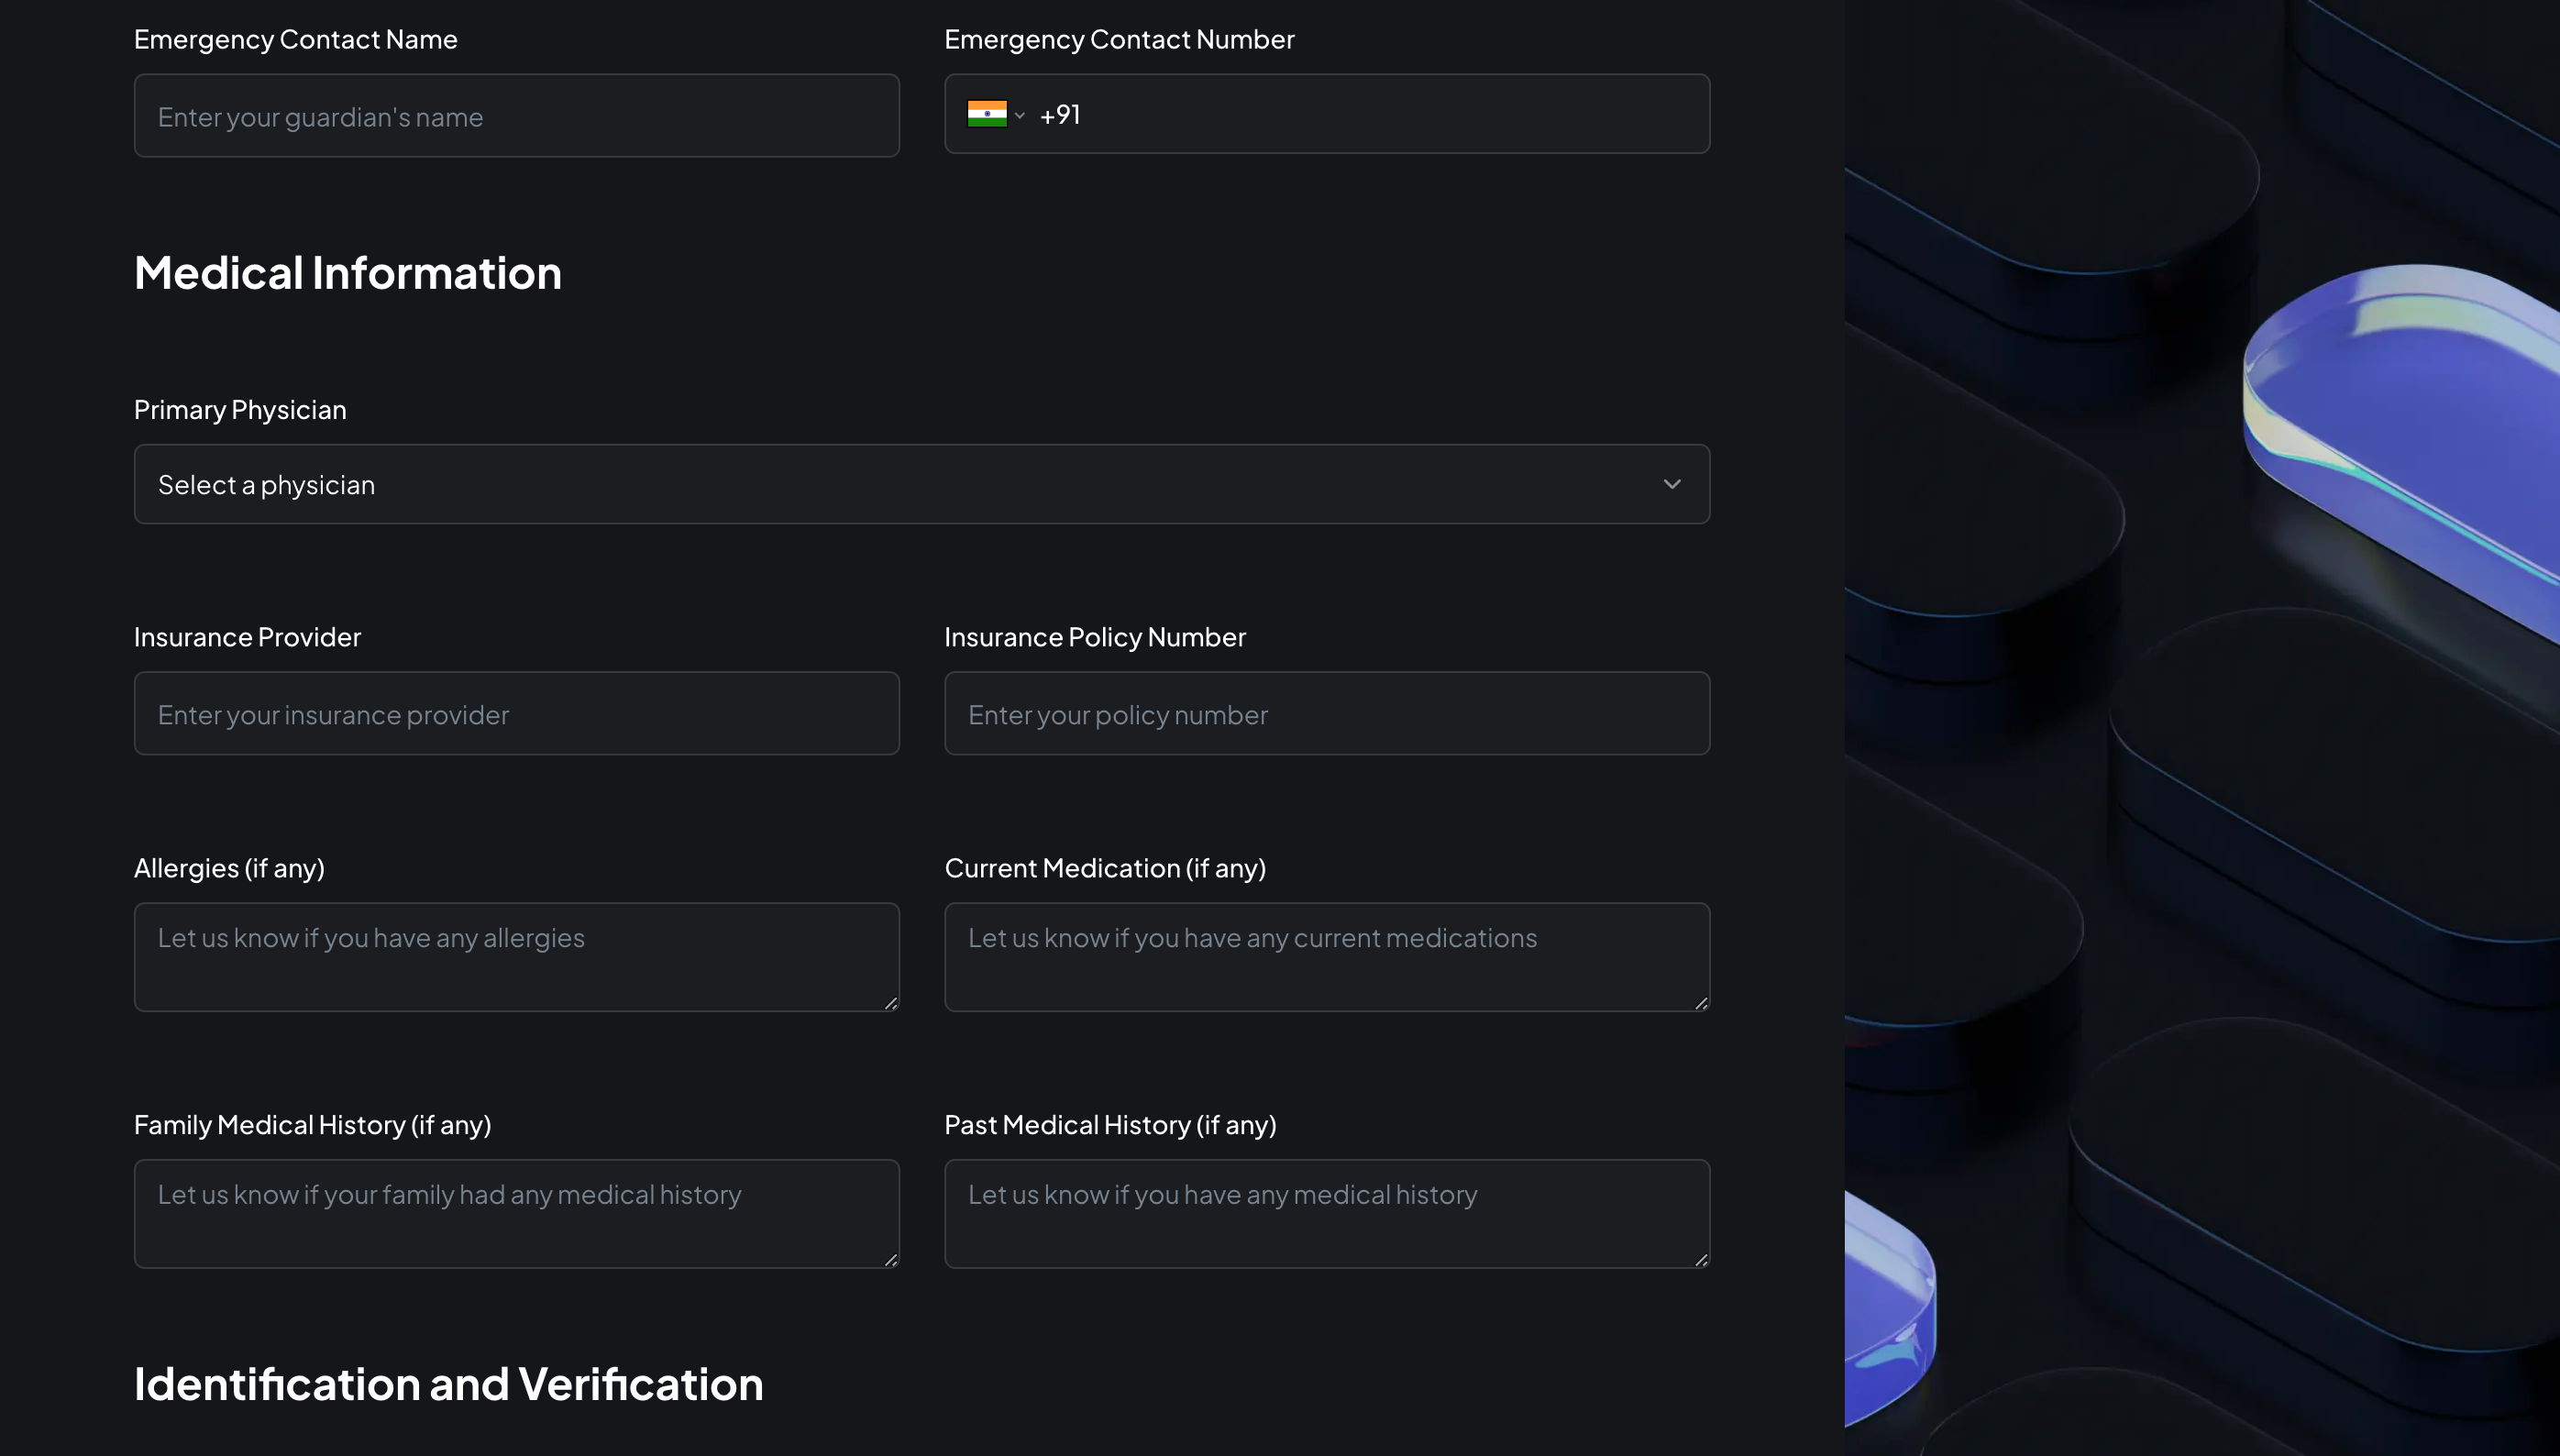 Emergency Contact Name
Emergency Contact Number
Enter your guardian's name
+91
Medical Information
Primary Physician
Select a physician
Insurance Provider
Insurance Policy Number
Enter your insurance provider
Enter your policy number
Allergies (if any)
Current Medication (if any)
Let us know if you have any allergies
Let us know if you have any current medications
Family Medical History (if any)
Past Medical History (if any)
Let us know if your family had any medical history
Let us know if you have any medical history
Identification and Verification